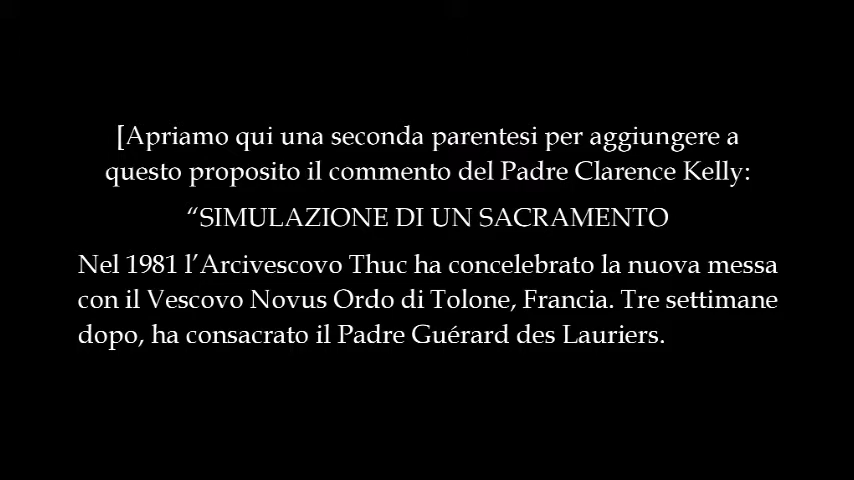 [Apriamo qui una seconda parentesi per aggiungere a
questo proposito il commento del Padre Clarence Kelly:
“SIMULAZIONE DI UN SACRAMENTO
Nel 1981 l’Arcivescovo Thuc ha concelebrato la nuova messa
con il Vescovo Novus Ordo di Tolone, Francia. Tre settimane
dopo, ha consacrato il Padre Guérard des Lauriers.